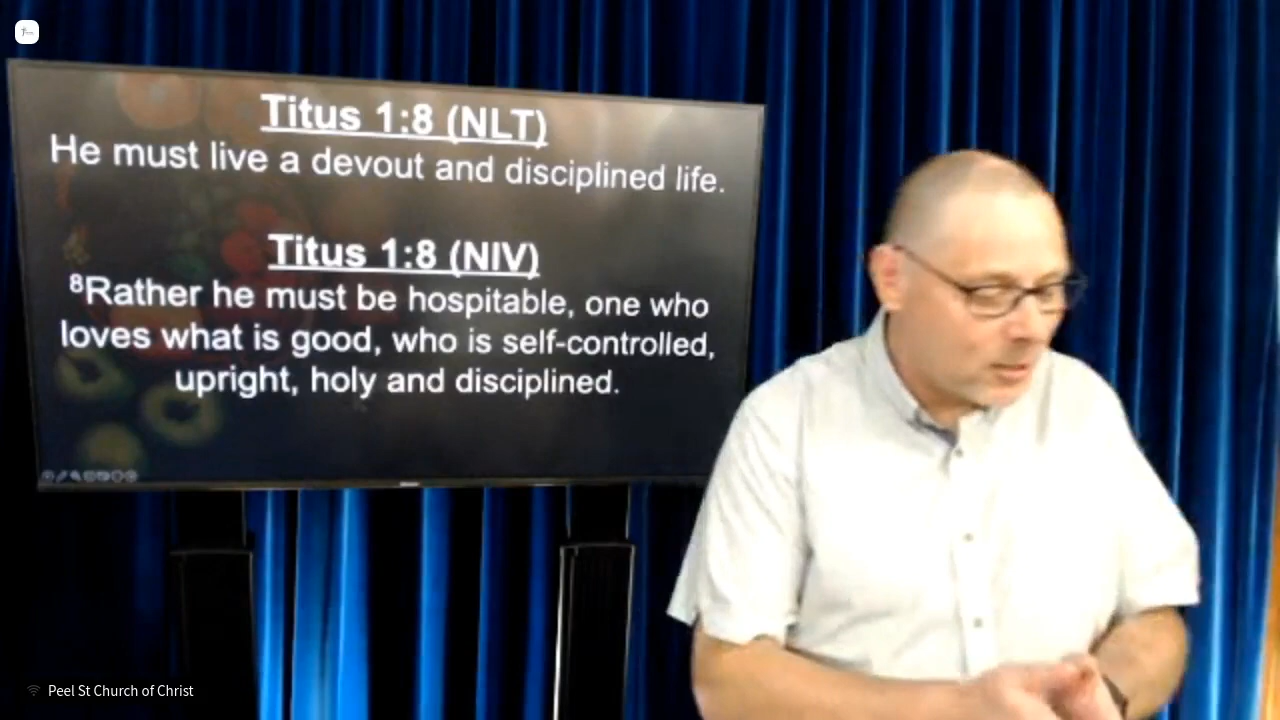 Titus 1:8 (NLT)
He must live a devout and disciplined life.
Titus 1:8 (NIV)
⁸Rather he must be hospitable, one who
loves what is good, who is self-controlled,
upright, holy and disciplined.
Peel St Church of Christ